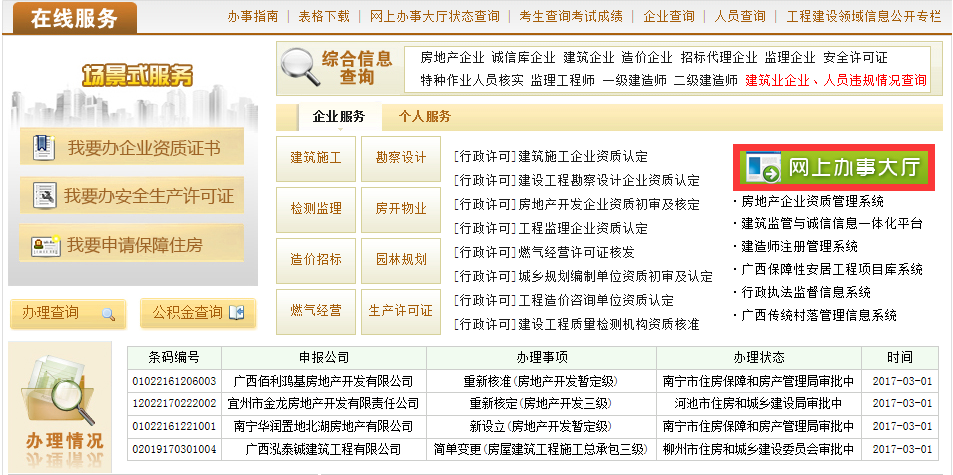 在线服务
办事指南 | 表格下载 | 网上办事大厅状态查询 | 考生查询考试成绩 | 企业查询 | 人员查询 | 工程建设领域信息公开专栏
场景式服务
我要办企业资质证书
我要办安全生产许可证
我要申请保障住房
办理查询
公积金查询
综合信息
查询
房地产企业 诚信库企业 建筑企业 造价企业 招标代理企业 监理企业 安全许可证
特种作业人员核实 监理工程师 一级建造师 二级建造师 建筑业企业、人员违规情况查询
企业服务 个人服务
建筑施工 勘察设计
检测监理 房开物业
造价招标 园林规划
燃气经营 生产许可证
[行政许可]建筑施工企业资质认定
[行政许可]建设工程勘察设计企业资质认定
[行政许可]房地产开发企业资质初审及核定
[行政许可]工程监理企业资质认定
[行政许可]燃气经营许可证核发
[行政许可]城乡规划编制单位资质初审及认定
[行政许可]工程造价咨询单位资质认定
[行政许可]建设工程质量检测机构资质核准
网上办事大厅
· 房地产企业资质管理系统
· 建筑监管与诚信信息一体化平台
· 建造师注册管理系统
· 广西保障性安居工程项目库系统
· 行政执法监督信息系统
· 广西传统村落管理信息系统
办理情况
条码编号 申报公司 办理事项 办理状态 时间
01022161206003 广西佰利鸿基房地产开发有限公司 重新核准(房地产开发暂定级) 南宁市住房保障和房产管理局审批中 2017-03-01
12022170222002 宜州市金龙房地产开发有限责任公司 重新核定(房地产开发三级) 河池市住房和城乡建设局审批中 2017-03-01
01022161221001 南宁华润置地北湖房地产有限公司 新设立(房地产开发暂定级) 南宁市住房保障和房产管理局审批中 2017-03-01
02019170301004 广西泓泰铖建筑工程有限公司 简单变更(房屋建筑工程施工总承包三级) 柳州市住房和城乡建设委员会审批中 2017-03-01